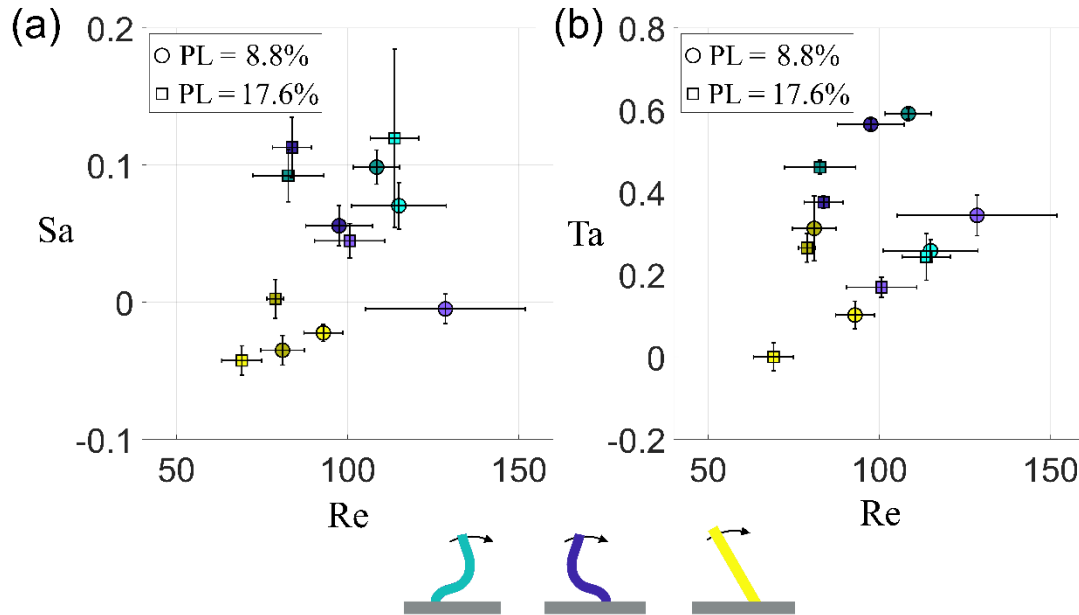 (a)
0.2
0.1
0
-0.1
Sa
PL = 8.8%
PL = 17.6%
50
100
150
Re
(b)
0.8
0.6
0.4
0.2
0
-0.2
Ta
PL = 8.8%
PL = 17.6%
50
100
150
Re